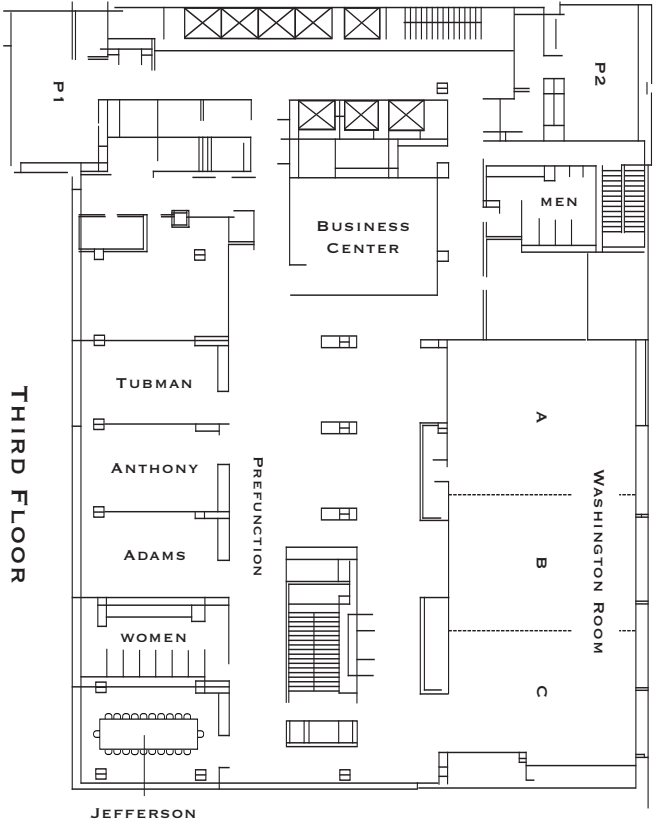 P1
P2
MEN
BUSINESS
CENTER
TUBMAN
A
ANTHONY
PREFUNCTION
WASHINGTON ROOM
THIRD FLOOR
ADAMS
B
WOMEN
C
JEFFERSON